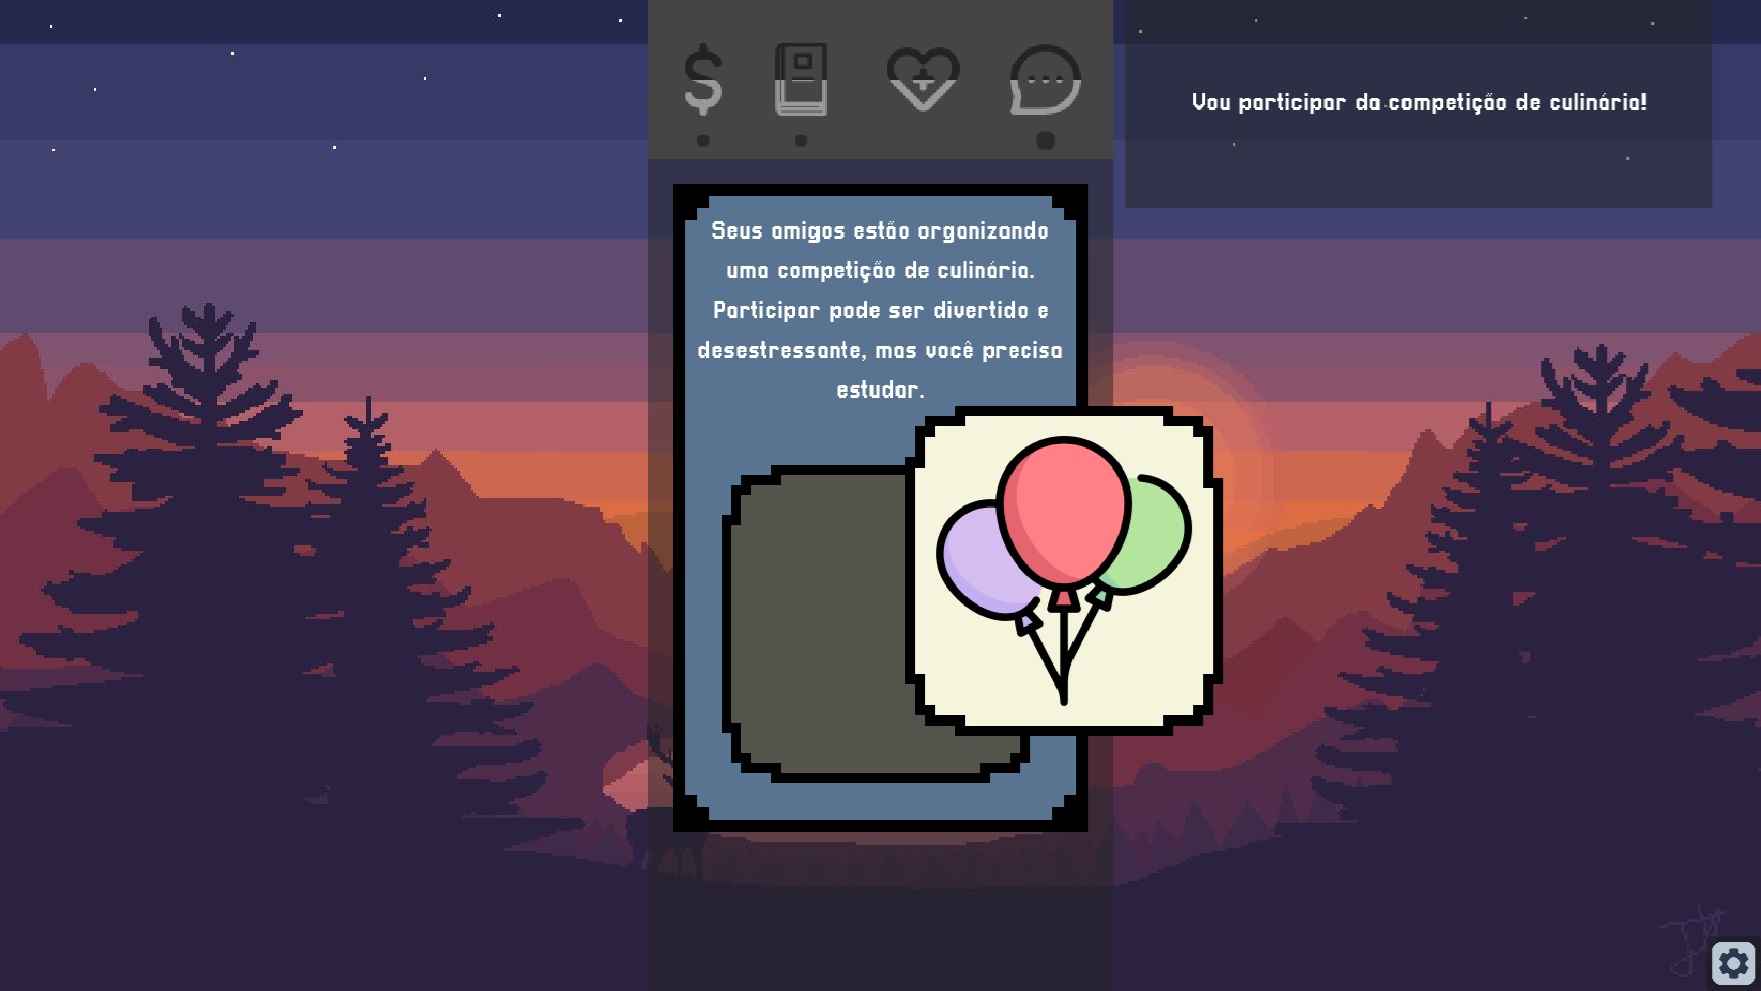 Vou participar da competição de culinária!
Seus amigos estão organizando
uma competição de culinária.
Participar pode ser divertido e
desestressante, mas você precisa
estudar.